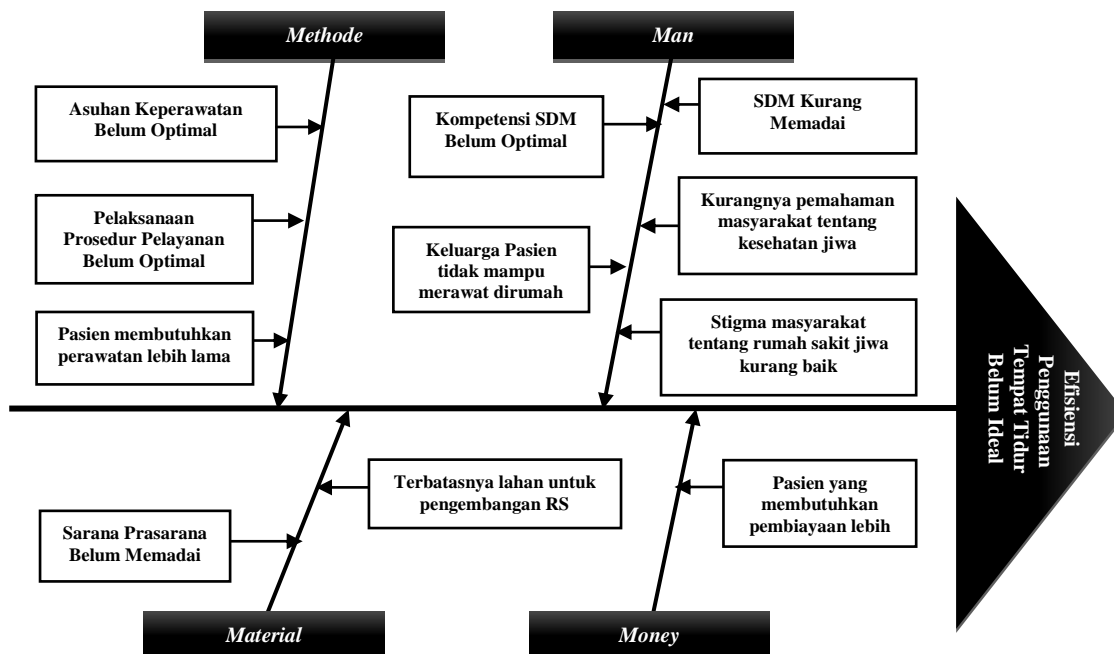 Methode
Man
Asuhan Keperawatan
Belum Optimal
Kompetensi SDM
Belum Optimal
SDM Kurang
Memadai
Pelaksanaan
Prosedur Pelayanan
Belum Optimal
Keluarga Pasien
tidak mampu
merawat dirumah
Kurangnya pemahaman
masyarakat tentang
kesehatan jiwa
Pasien membutuhkan
perawatan lebih lama
Stigma masyarakat
tentang rumah sakit jiwa
kurang baik
Efisiensi
Penggunaan
Tempat Tidur
Belum Ideal
Sarana Prasarana
Belum Memadai
Terbatasnya lahan untuk
pengembangan RS
Pasien yang
membutuhkan
pembiayaan lebih
Material
Money